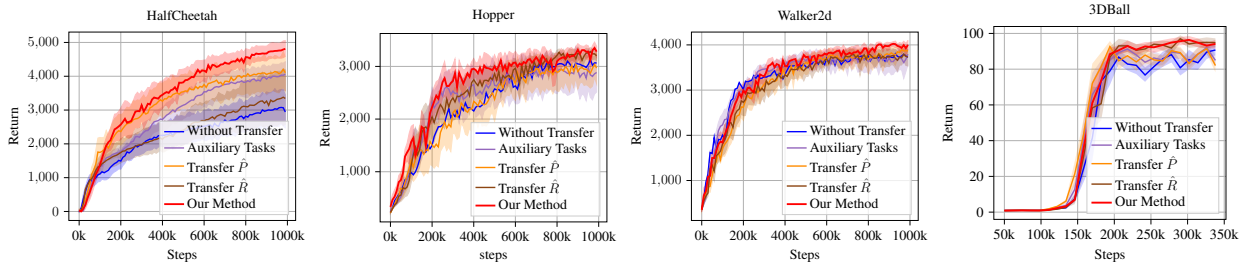 HalfCheetah
5,000
4,000
3,000
2,000
1,000
0
Return
0k 200k 400k 600k 800k 1000k
Steps
Without Transfer
Auxiliary Tasks
Transfer P̂
Transfer R̂
Our Method
Hopper
3,000
2,000
1,000
Return
0k 200k 400k 600k 800k 1000k
steps
Without Transfer
Auxiliary Tasks
Transfer P̂
Transfer R̂
Our Method
Walker2d
4,000
3,000
2,000
1,000
Return
0k 200k 400k 600k 800k 1000k
Steps
Without Transfer
Auxiliary Tasks
Transfer P̂
Transfer R̂
Our Method
3DBall
100
80
60
40
20
0
Return
50k 100k 150k 200k 250k 300k 350k
Steps
Without Transfer
Auxiliary Tasks
Transfer P̂
Transfer R̂
Our Method